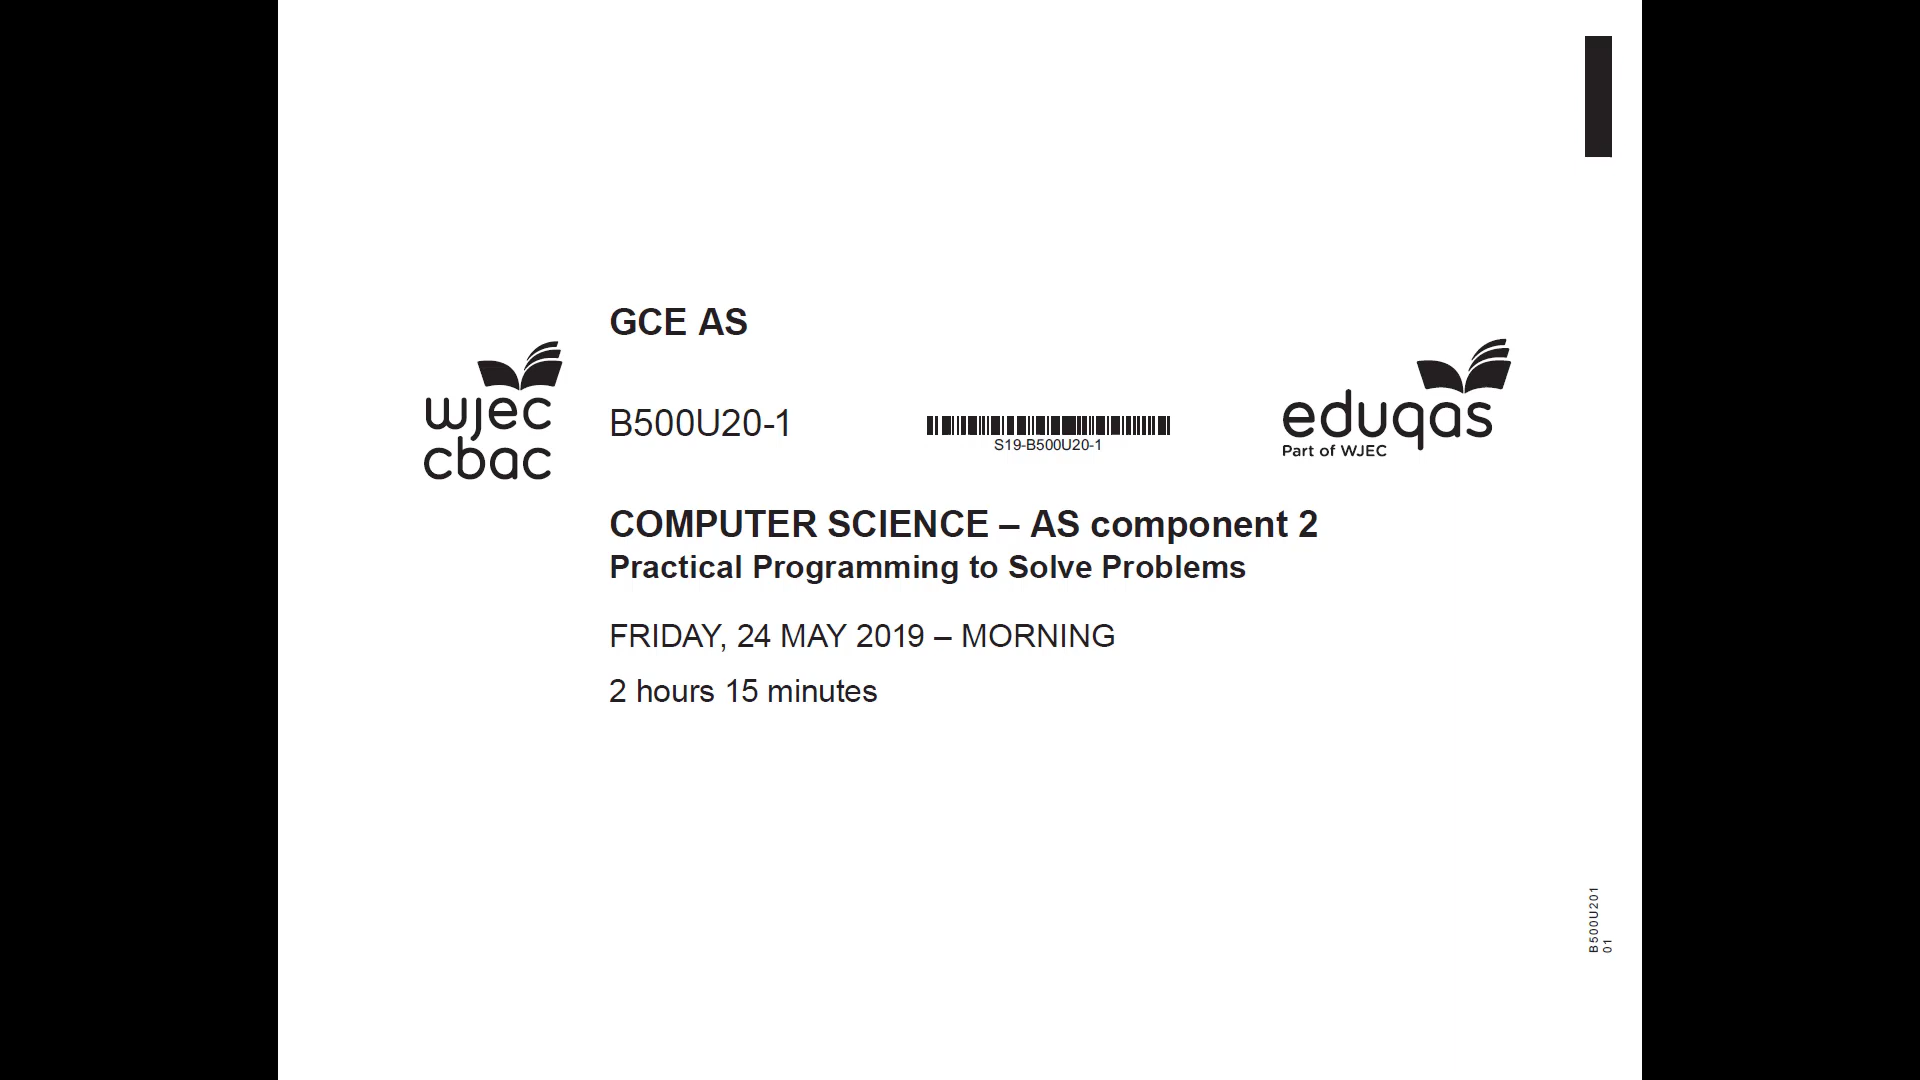 GCE AS
wjec
cbac
B500U20-1
S19-B500U20-1
eduqas
Part of WJEC
COMPUTER SCIENCE – AS component 2
Practical Programming to Solve Problems
FRIDAY, 24 MAY 2019 – MORNING
2 hours 15 minutes
B500U201
01